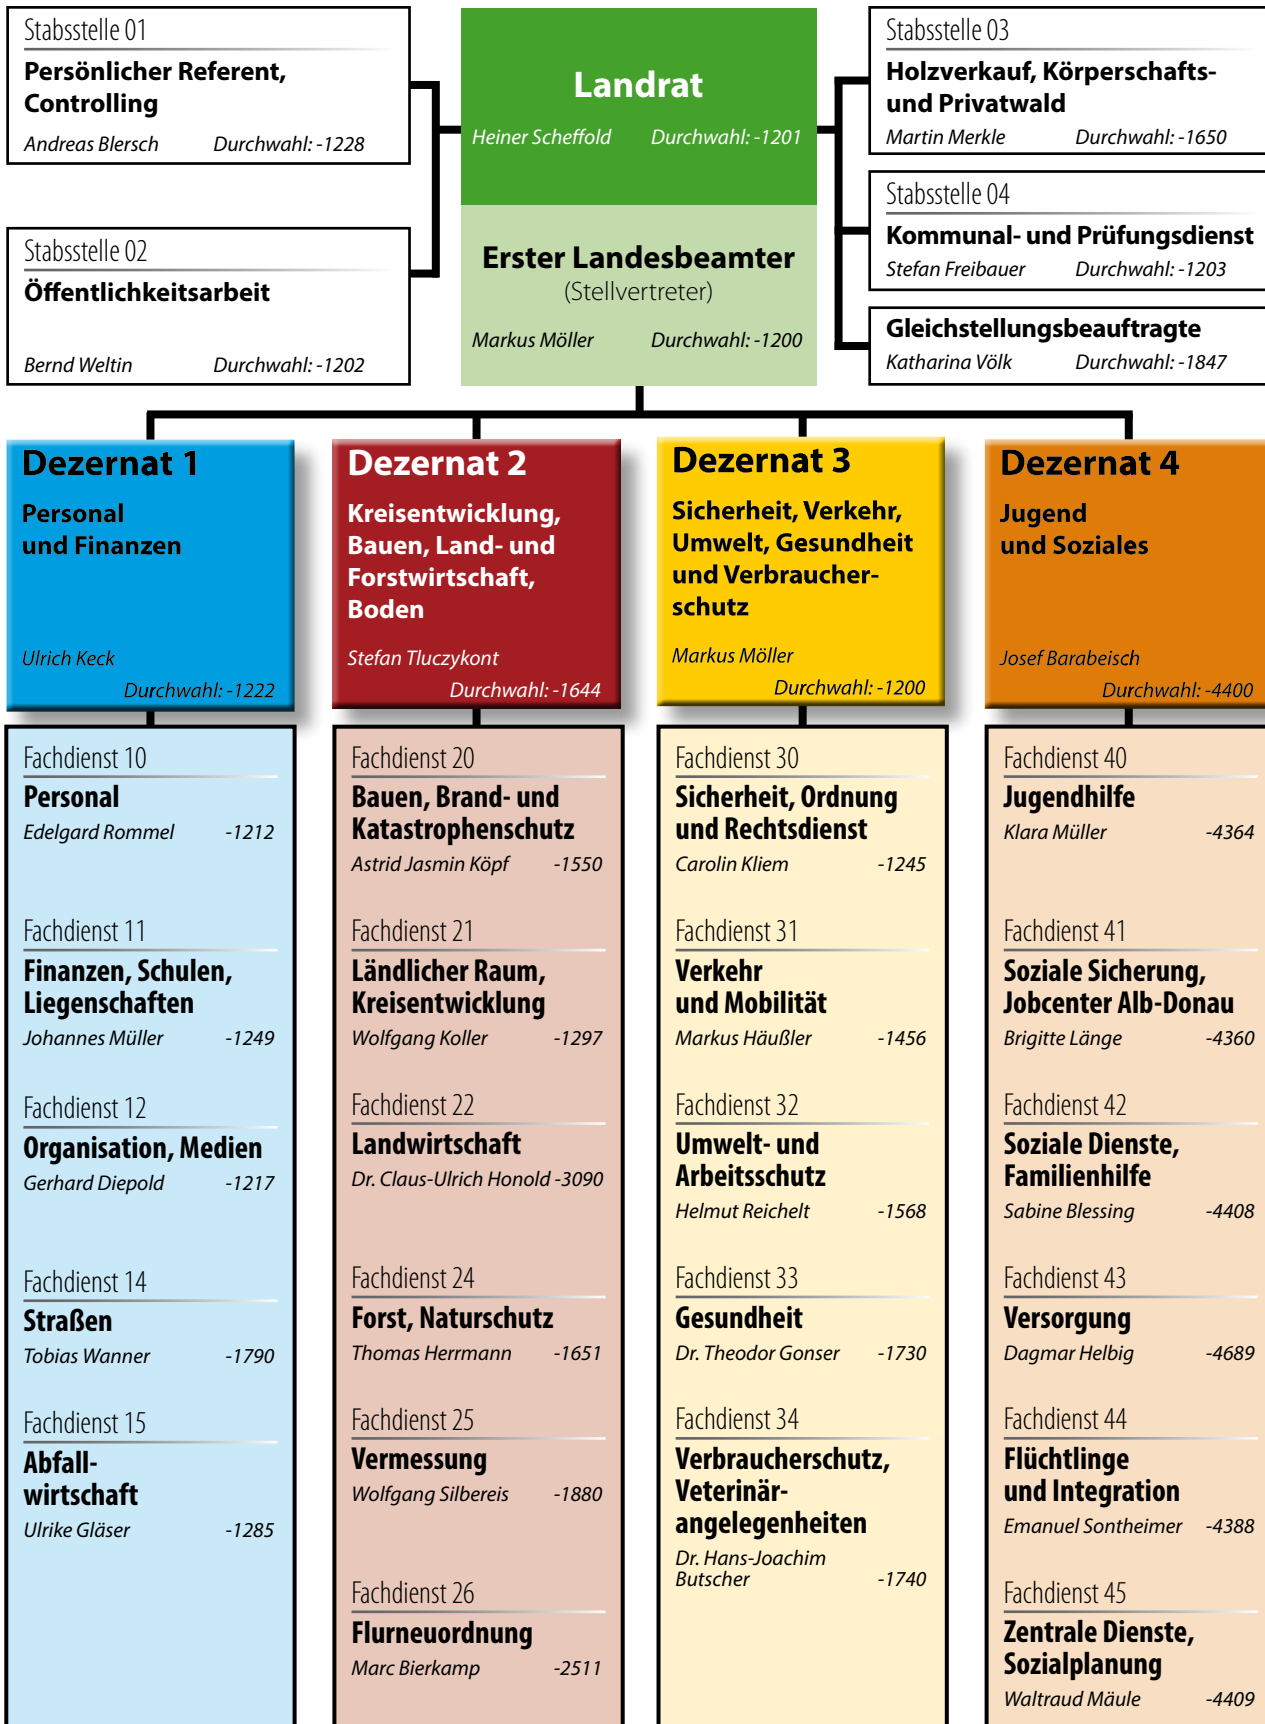 Stabsstelle 01
Persönlicher Referent,
Controlling
Andreas Blersch Durchwahl: -1228
Stabsstelle 02
Öffentlichkeitsarbeit
Bernd Weltin Durchwahl: -1202
Landrat
Heiner Scheffold Durchwahl: -1201
Erster Landesbeamter
(Stellvertreter)
Markus Möller Durchwahl: -1200
Stabsstelle 03
Holzverkauf, Körperschafts-
und Privatwald
Martin Merkle Durchwahl: -1650
Stabsstelle 04
Kommunal- und Prüfungsdienst
Stefan Freibauer Durchwahl: -1203
Gleichstellungsbeauftragte
Katharina Völk Durchwahl: -1847
Dezernat 1
Personal
und Finanzen
Ulrich Keck
Durchwahl: -1222
Fachdienst 10
Personal
Edelgard Rommel -1212
Fachdienst 11
Finanzen, Schulen,
Liegenschaften
Johannes Müller -1249
Fachdienst 12
Organisation, Medien
Gerhard Diepold -1217
Fachdienst 14
Straßen
Tobias Wanner -1790
Fachdienst 15
Abfall-
wirtschaft
Ulrike Gläser -1285
Dezernat 2
Kreisentwicklung,
Bauen, Land- und
Forstwirtschaft,
Boden
Stefan Tluczykont
Durchwahl: -1644
Fachdienst 20
Bauen, Brand- und
Katastrophenschutz
Astrid Jasmin Köpf -1550
Fachdienst 21
Ländlicher Raum,
Kreisentwicklung
Wolfgang Koller -1297
Fachdienst 22
Landwirtschaft
Dr. Claus-Ulrich Honold -3090
Fachdienst 24
Forst, Naturschutz
Thomas Herrmann -1651
Fachdienst 25
Vermessung
Wolfgang Silbereis -1880
Fachdienst 26
Flurneuordnung
Marc Bierkamp -2511
Dezernat 3
Sicherheit, Verkehr,
Umwelt, Gesundheit
und Verbraucher-
schutz
Markus Möller
Durchwahl: -1200
Fachdienst 30
Sicherheit, Ordnung
und Rechtsdienst
Carolin Kliem -1245
Fachdienst 31
Verkehr
und Mobilität
Markus Häußler -1456
Fachdienst 32
Umwelt- und
Arbeitsschutz
Helmut Reichelt -1568
Fachdienst 33
Gesundheit
Dr. Theodor Gonser -1730
Fachdienst 34
Verbraucherschutz,
Veterinär-
angelegenheiten
Dr. Hans-Joachim
Butscher -1740
Dezernat 4
Jugend
und Soziales
Josef Barabeisch
Durchwahl: -4400
Fachdienst 40
Jugendhilfe
Klara Müller -4364
Fachdienst 41
Soziale Sicherung,
Jobcenter Alb-Donau
Brigitte Länge -4360
Fachdienst 42
Soziale Dienste,
Familienhilfe
Sabine Blessing -4408
Fachdienst 43
Versorgung
Dagmar Helbig -4689
Fachdienst 44
Flüchtlinge
und Integration
Emanuel Sontheimer -4388
Fachdienst 45
Zentrale Dienste,
Sozialplanung
Waltraud Mäule -4409